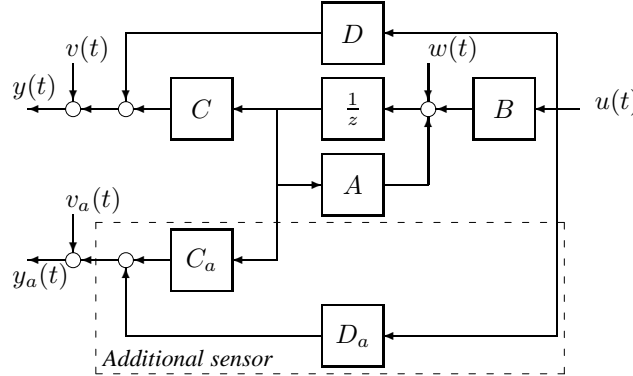 D
v(t)
w(t)
y(t)
C
1/z
B
u(t)
A
v_a(t)
C_a
y_a(t)
D_a
Additional sensor